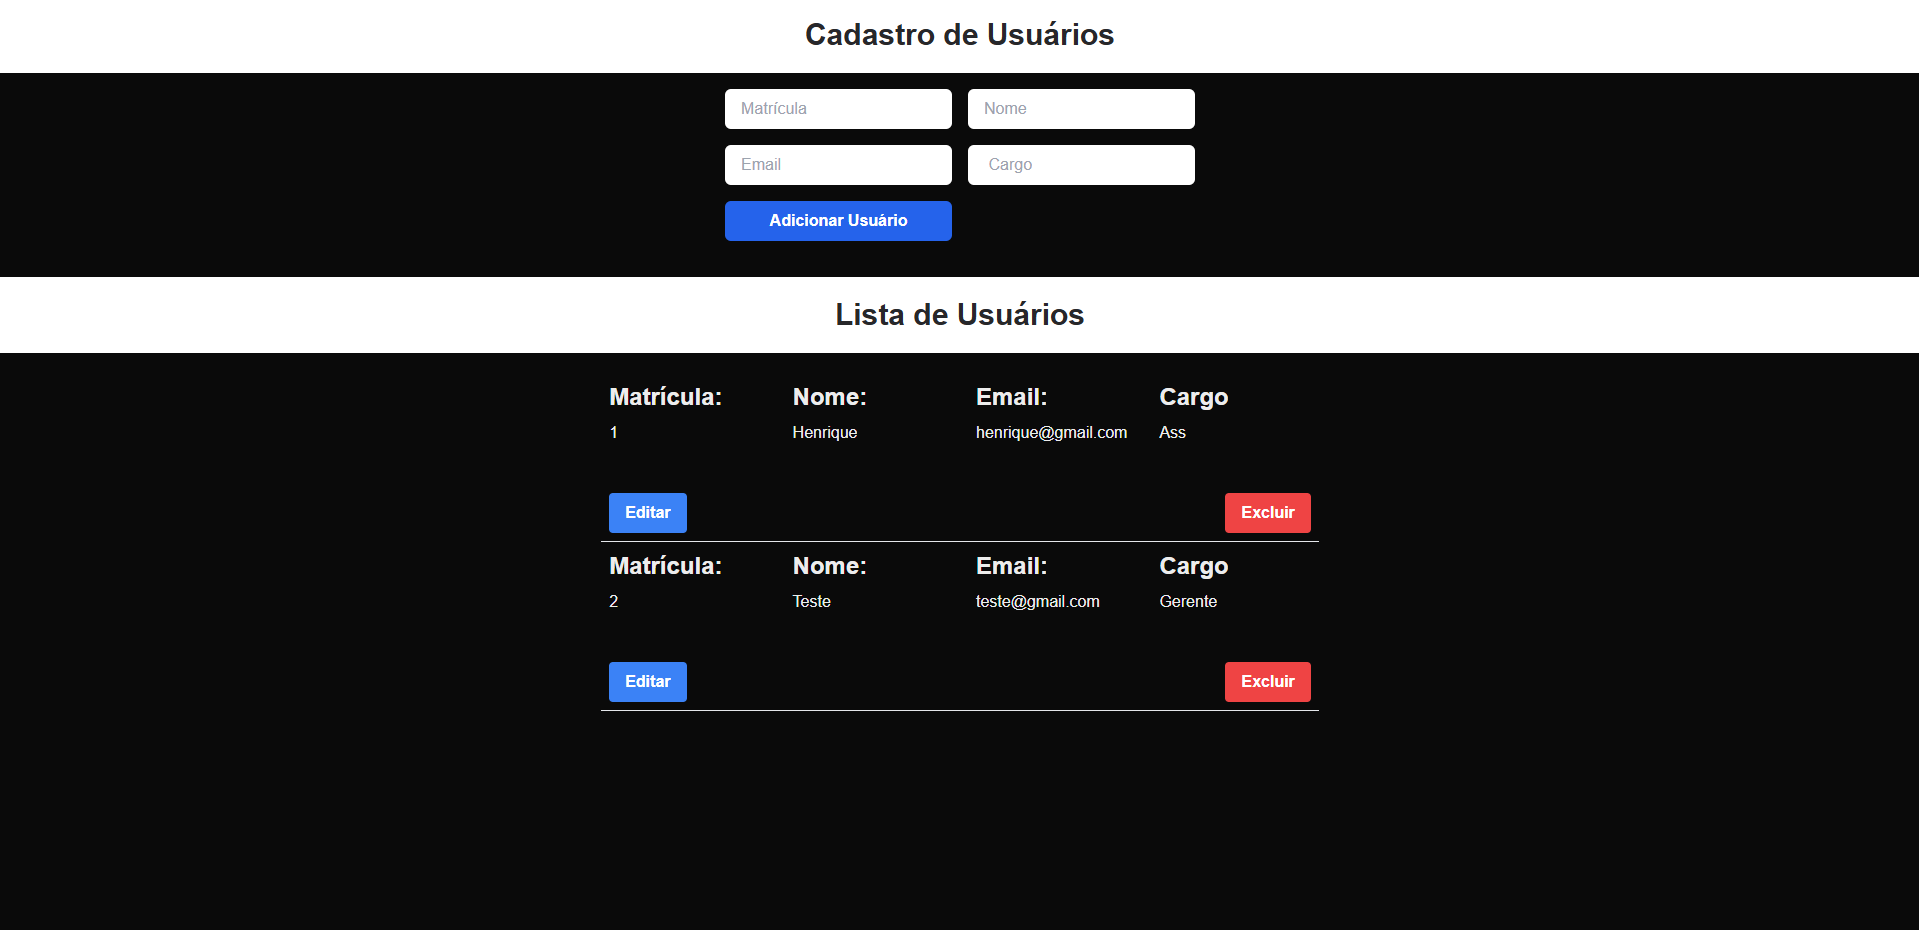 Cadastro de Usuários
Matrícula Nome
Email Cargo
Adicionar Usuário
Lista de Usuários
Matrícula: Nome: Email: Cargo
1 Henrique henrique@gmail.com Ass
Editar Excluir
Matrícula: Nome: Email: Cargo
2 Teste teste@gmail.com Gerente
Editar Excluir